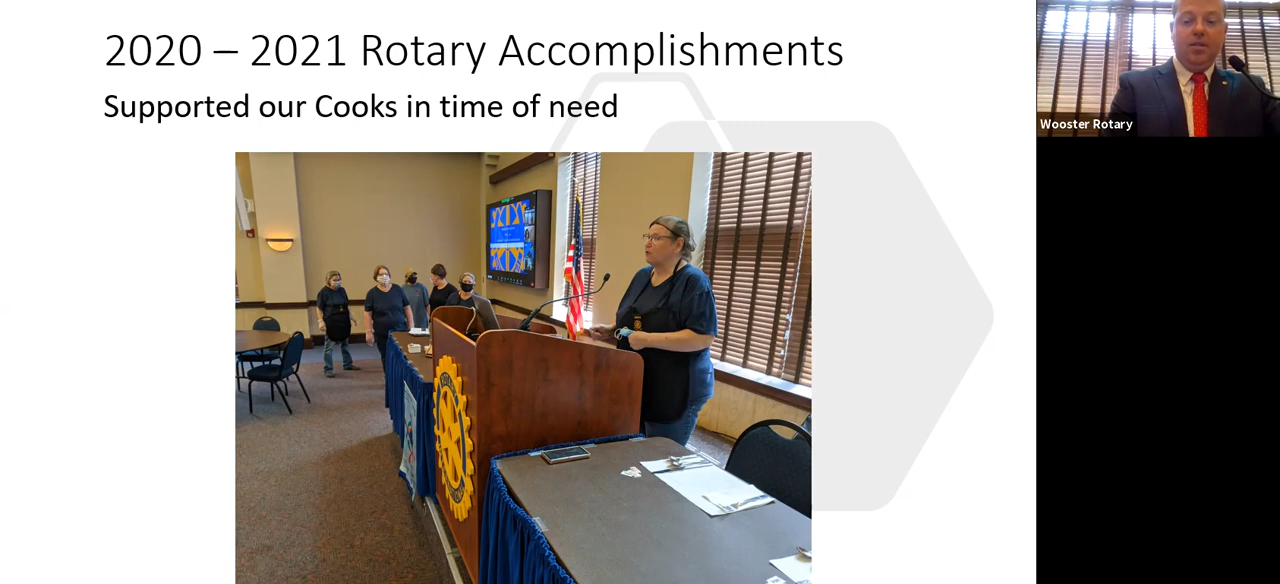 2020 – 2021 Rotary Accomplishments
Supported our Cooks in time of need
Wooster Rotary